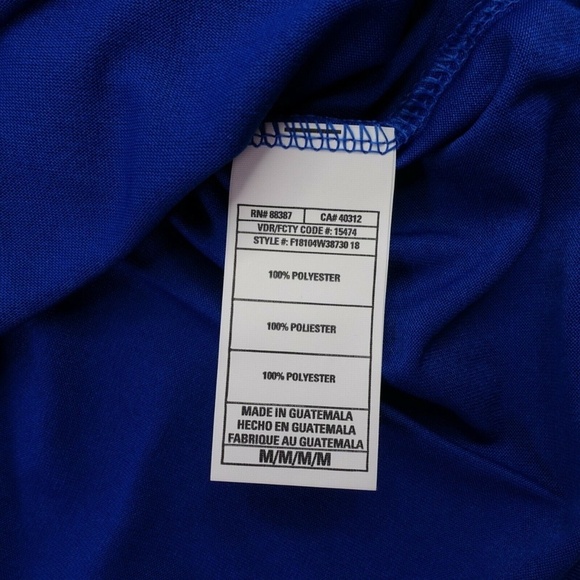 RN# 88387 CA# 40312
VDR/FCTY CODE #: 15474
STYLE #: F18104W38730 18
100% POLYESTER
100% POLIESTER
100% POLYESTER
MADE IN GUATEMALA
HECHO EN GUATEMALA
FABRIQUE AU GUATEMALA
M/M/M/M